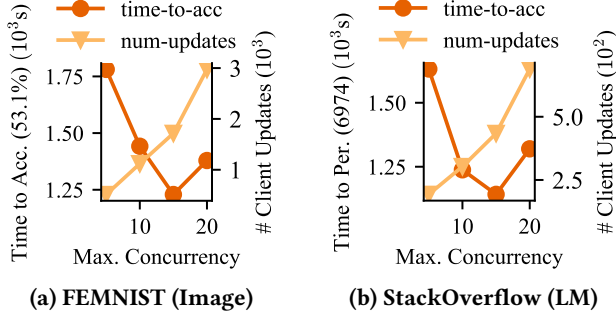 time-to-acc
num-updates
Time to Acc. (53.1%) (10³s)
1.75
1.50
1.25
3
2
1
# Client Updates (10³)
10
20
Max. Concurrency
(a) FEMNIST (Image)
time-to-acc
num-updates
Time to Per. (6974) (10³s)
1.50
1.25
5.0
2.5
# Client Updates (10²)
10
20
Max. Concurrency
(b) StackOverflow (LM)